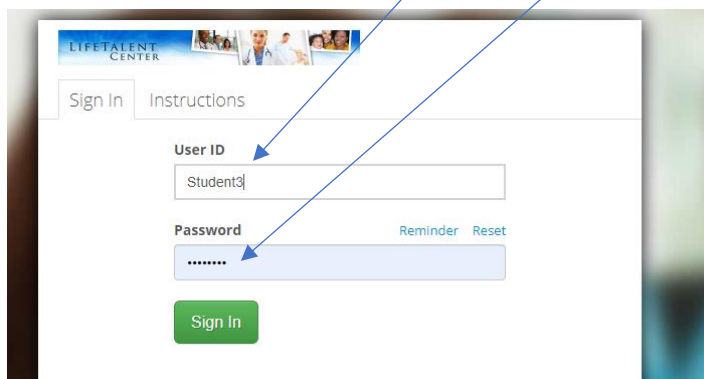 LIFETALENT
CENTER
Sign In Instructions
User ID
Student3
Password Reminder Reset
••••••••
Sign In